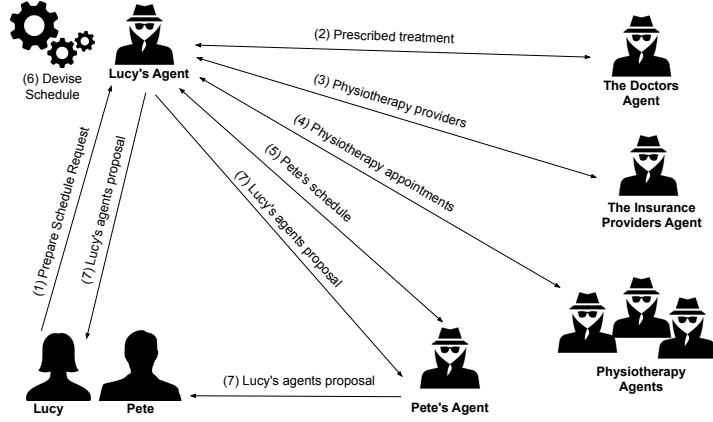 (2) Prescribed treatment
(6) Devise
Schedule
Lucy's Agent
The Doctors
Agent
(3) Physiotherapy providers
(4) Physiotherapy appointments
(5) Pete's schedule
(7) Lucy's agents proposal
(1) Prepare Schedule Request
(7) Lucy's agents proposal
The Insurance
Providers Agent
Physiotherapy
Agents
(7) Lucy's agents proposal
Lucy
Pete
Pete's Agent